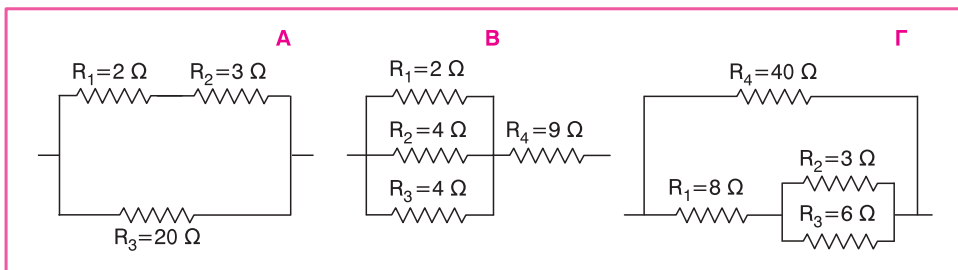 Α
R₁=2 Ω R₂=3 Ω
R₃=20 Ω
Β
R₁=2 Ω
R₂=4 Ω
R₃=4 Ω
R₄=9 Ω
Γ
R₄=40 Ω
R₁=8 Ω
R₂=3 Ω
R₃=6 Ω